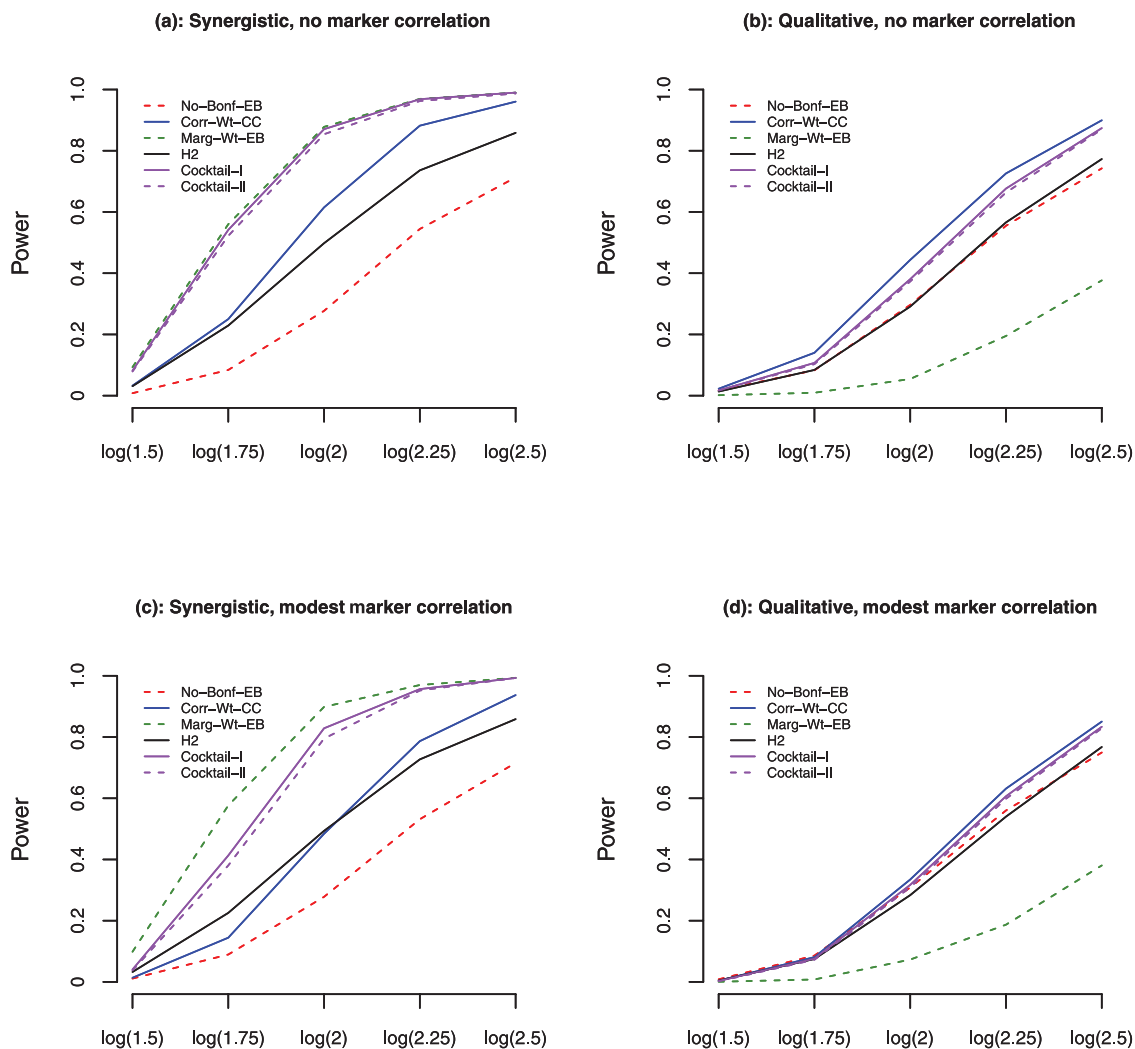 (a): Synergistic, no marker correlation
Power
1.0
0.8
0.6
0.4
0.2
0
No−Bonf−EB
Corr−Wt−CC
Marg−Wt−EB
H2
Cocktail−I
Cocktail−II
log(1.5) log(1.75) log(2) log(2.25) log(2.5)
(b): Qualitative, no marker correlation
Power
1.0
0.8
0.6
0.4
0.2
0
No−Bonf−EB
Corr−Wt−CC
Marg−Wt−EB
H2
Cocktail−I
Cocktail−II
log(1.5) log(1.75) log(2) log(2.25) log(2.5)
(c): Synergistic, modest marker correlation
Power
1.0
0.8
0.6
0.4
0.2
0
No−Bonf−EB
Corr−Wt−CC
Marg−Wt−EB
H2
Cocktail−I
Cocktail−II
log(1.5) log(1.75) log(2) log(2.25) log(2.5)
(d): Qualitative, modest marker correlation
Power
1.0
0.8
0.6
0.4
0.2
0
No−Bonf−EB
Corr−Wt−CC
Marg−Wt−EB
H2
Cocktail−I
Cocktail−II
log(1.5) log(1.75) log(2) log(2.25) log(2.5)